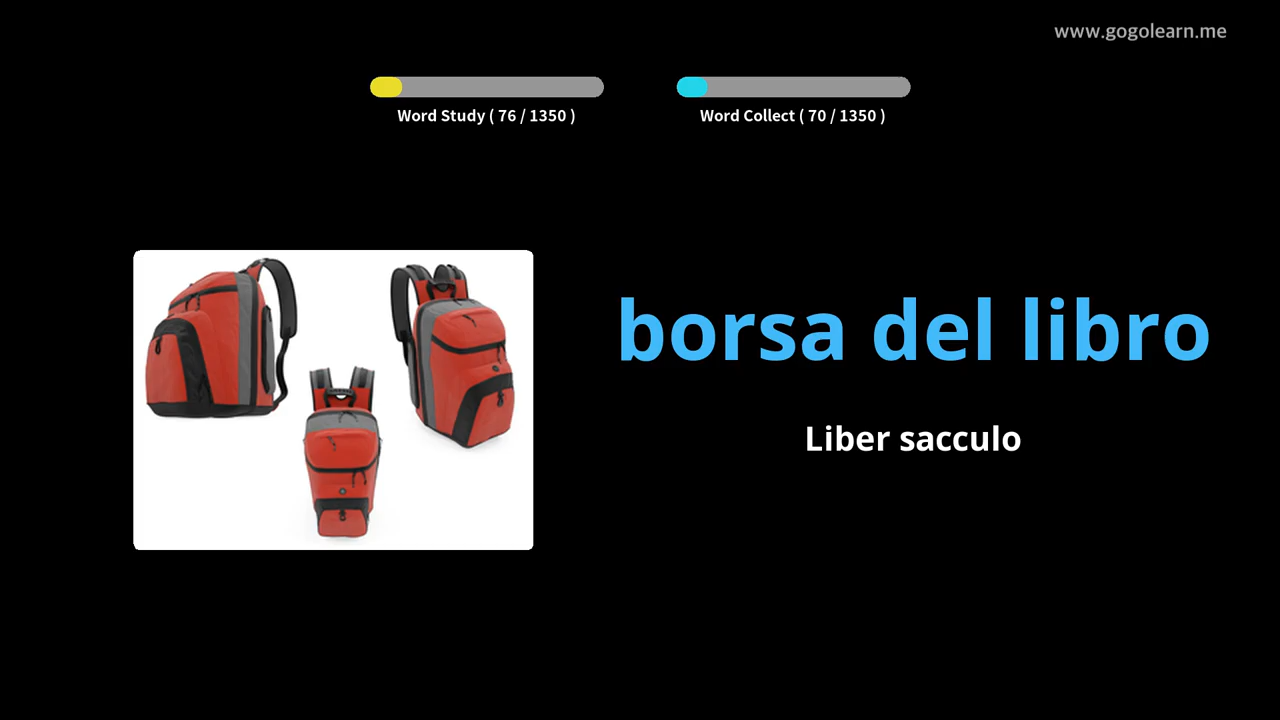 www.gogolearn.me
Word Study ( 76 / 1350 )
Word Collect ( 70 / 1350 )
borsa del libro
Liber sacculo